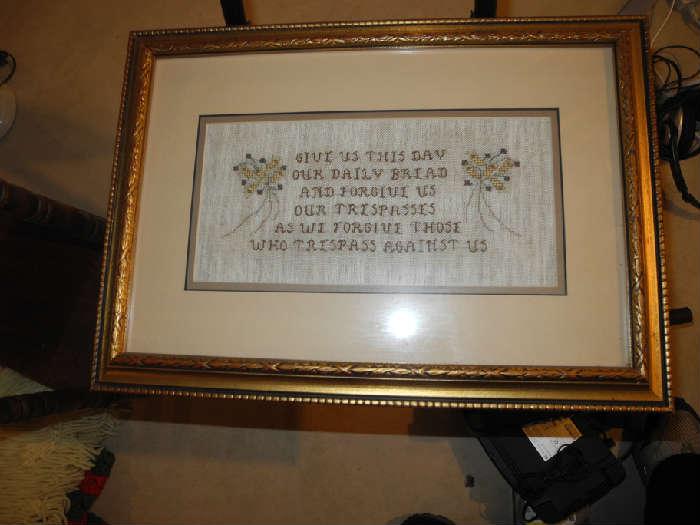 GIVE US THIS DAY
OUR DAILY BREAD
AND FORGIVE US
OUR TRESPASSES
AS WE FORGIVE THOSE
WHO TRESPASS AGAINST US